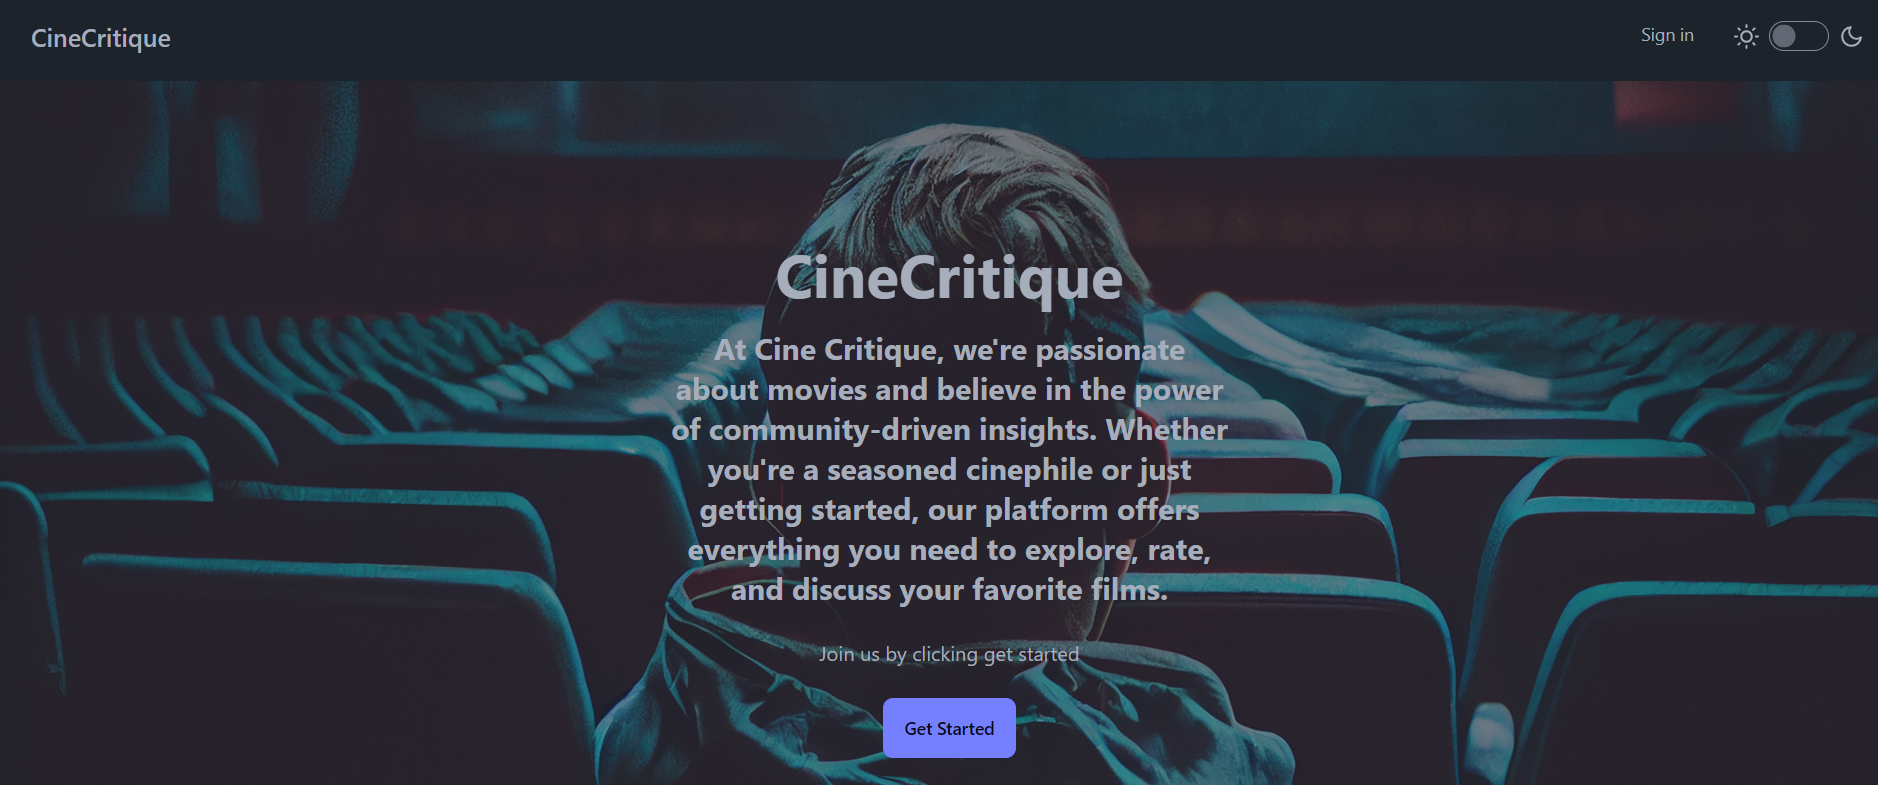 CineCritique
Sign in
CineCritique
At Cine Critique, we're passionate
about movies and believe in the power
of community-driven insights. Whether
you're a seasoned cinephile or just
getting started, our platform offers
everything you need to explore, rate,
and discuss your favorite films.
Join us by clicking get started
Get Started